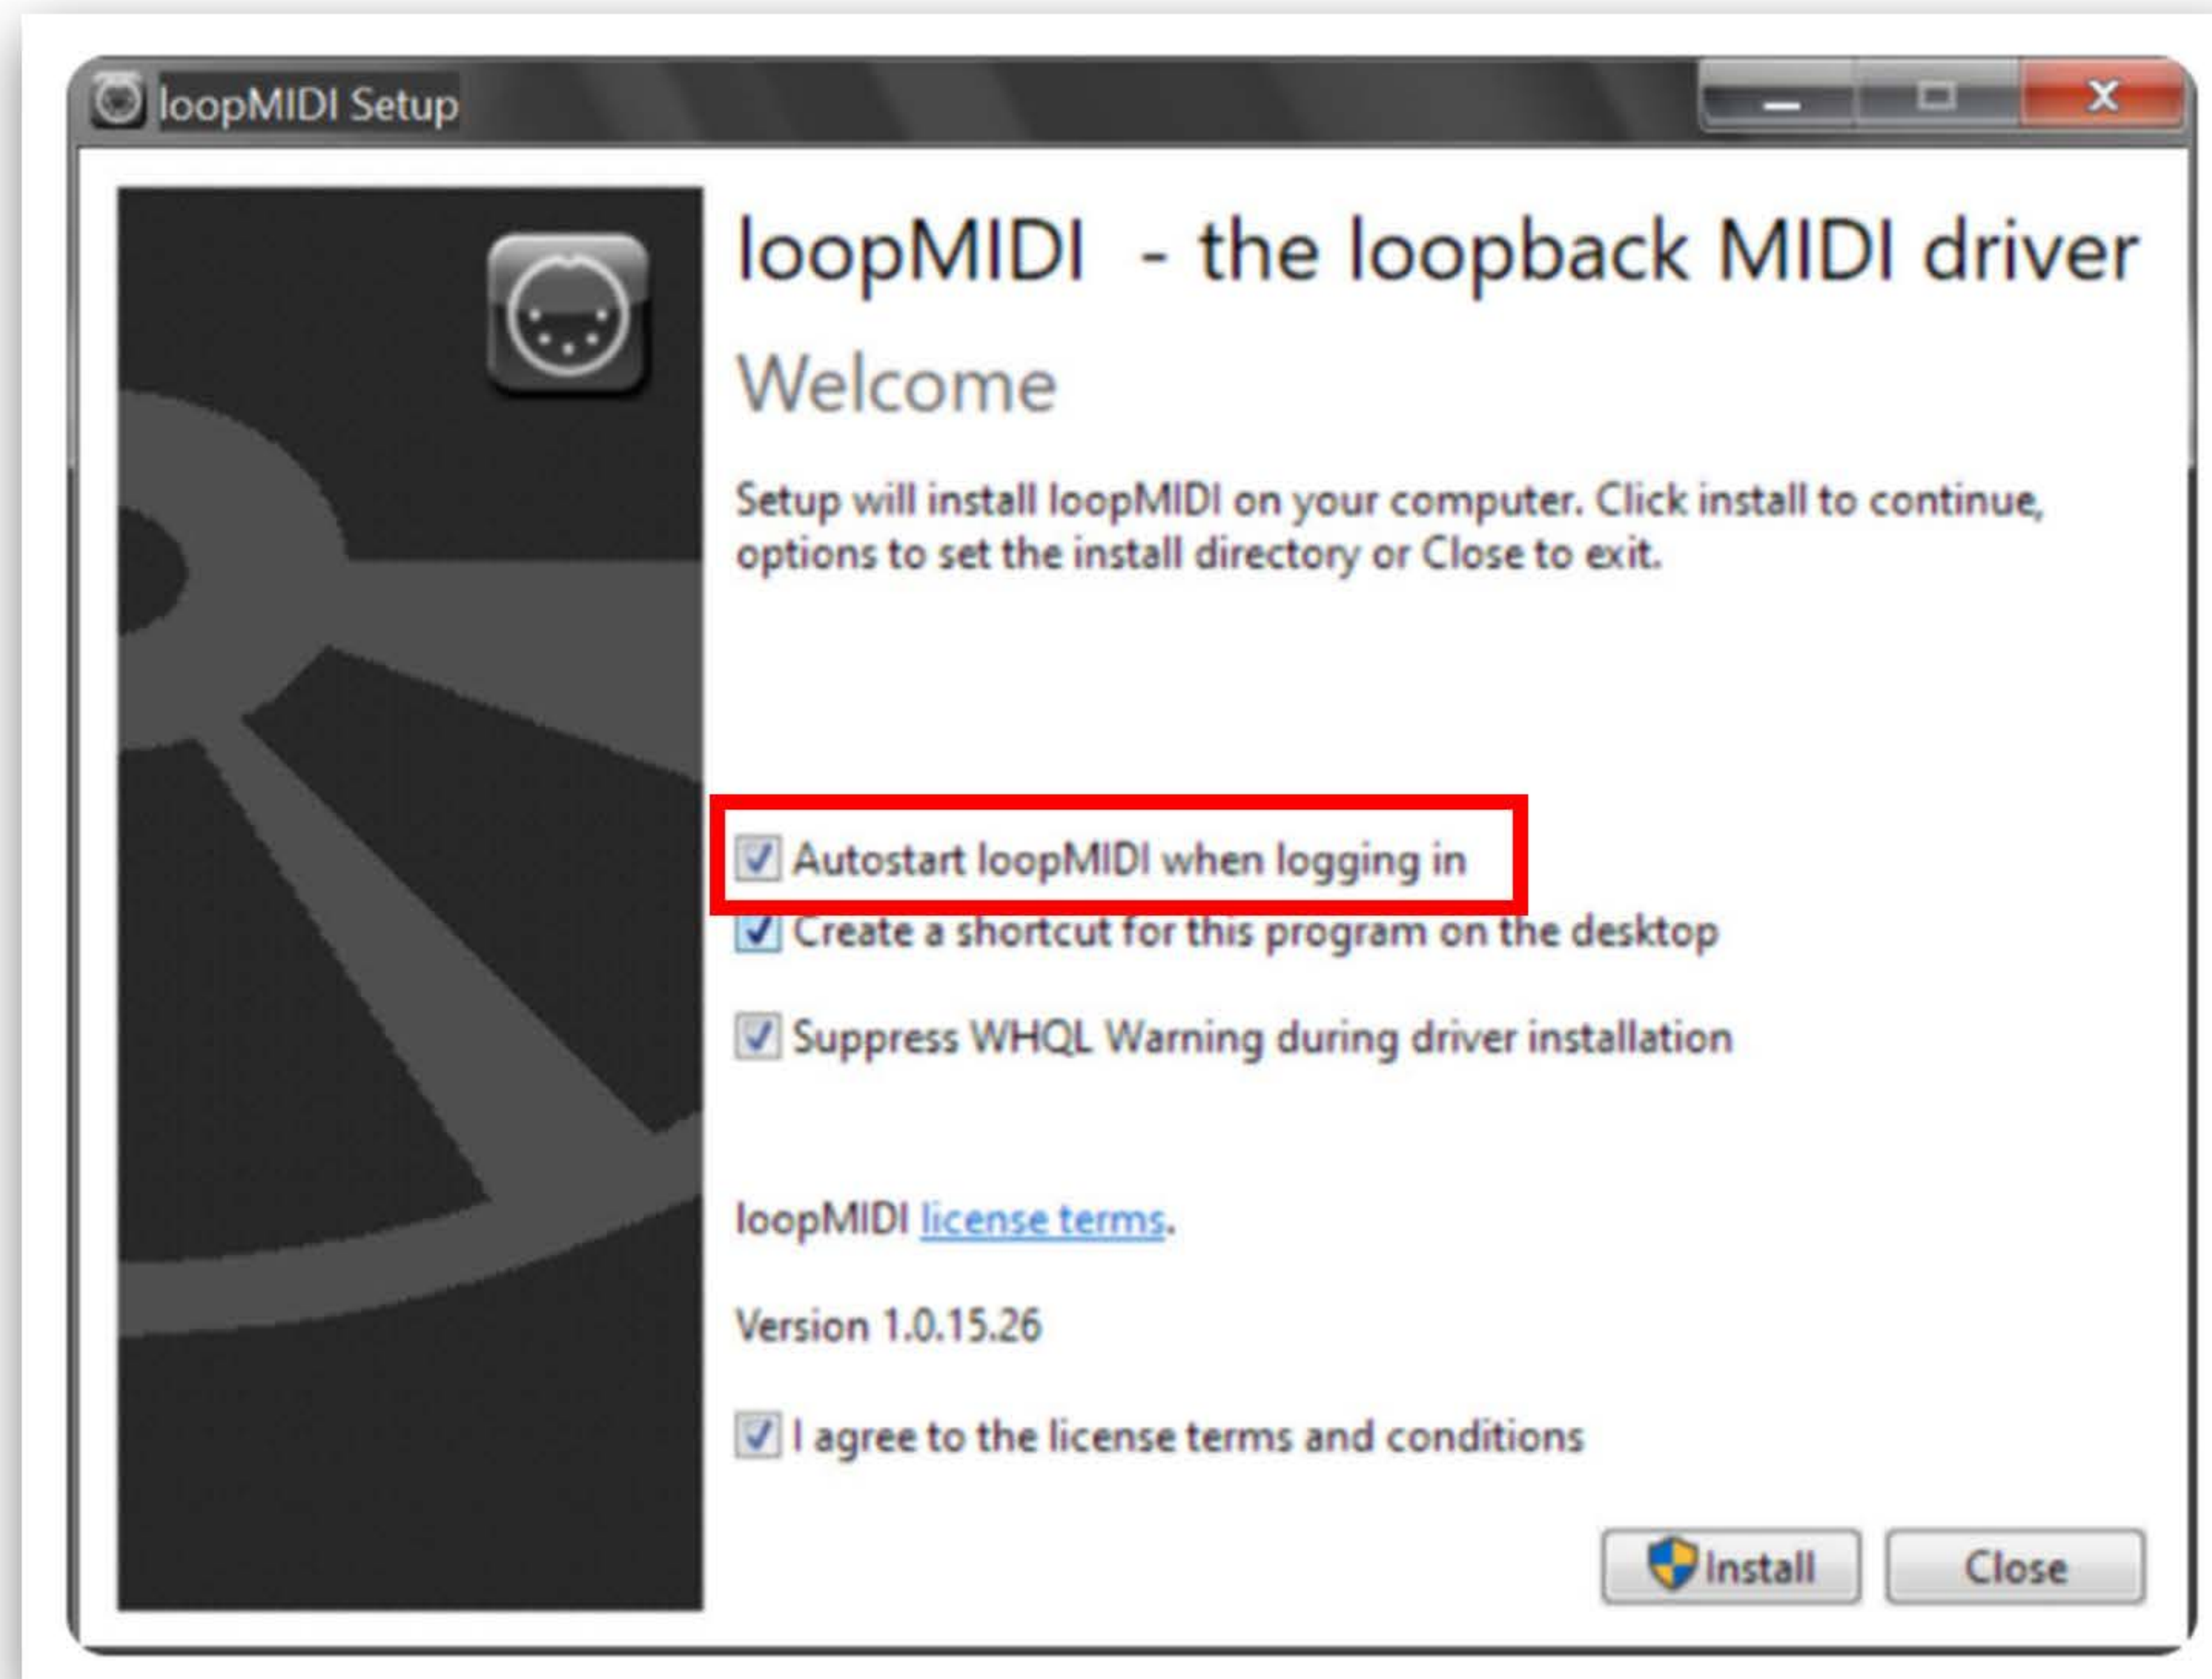 loopMIDI Setup
loopMIDI - the loopback MIDI driver
Welcome
Setup will install loopMIDI on your computer. Click install to continue,
options to set the install directory or Close to exit.
Autostart loopMIDI when logging in
Create a shortcut for this program on the desktop
Suppress WHQL Warning during driver installation
loopMIDI license terms.
Version 1.0.15.26
I agree to the license terms and conditions
Install
Close